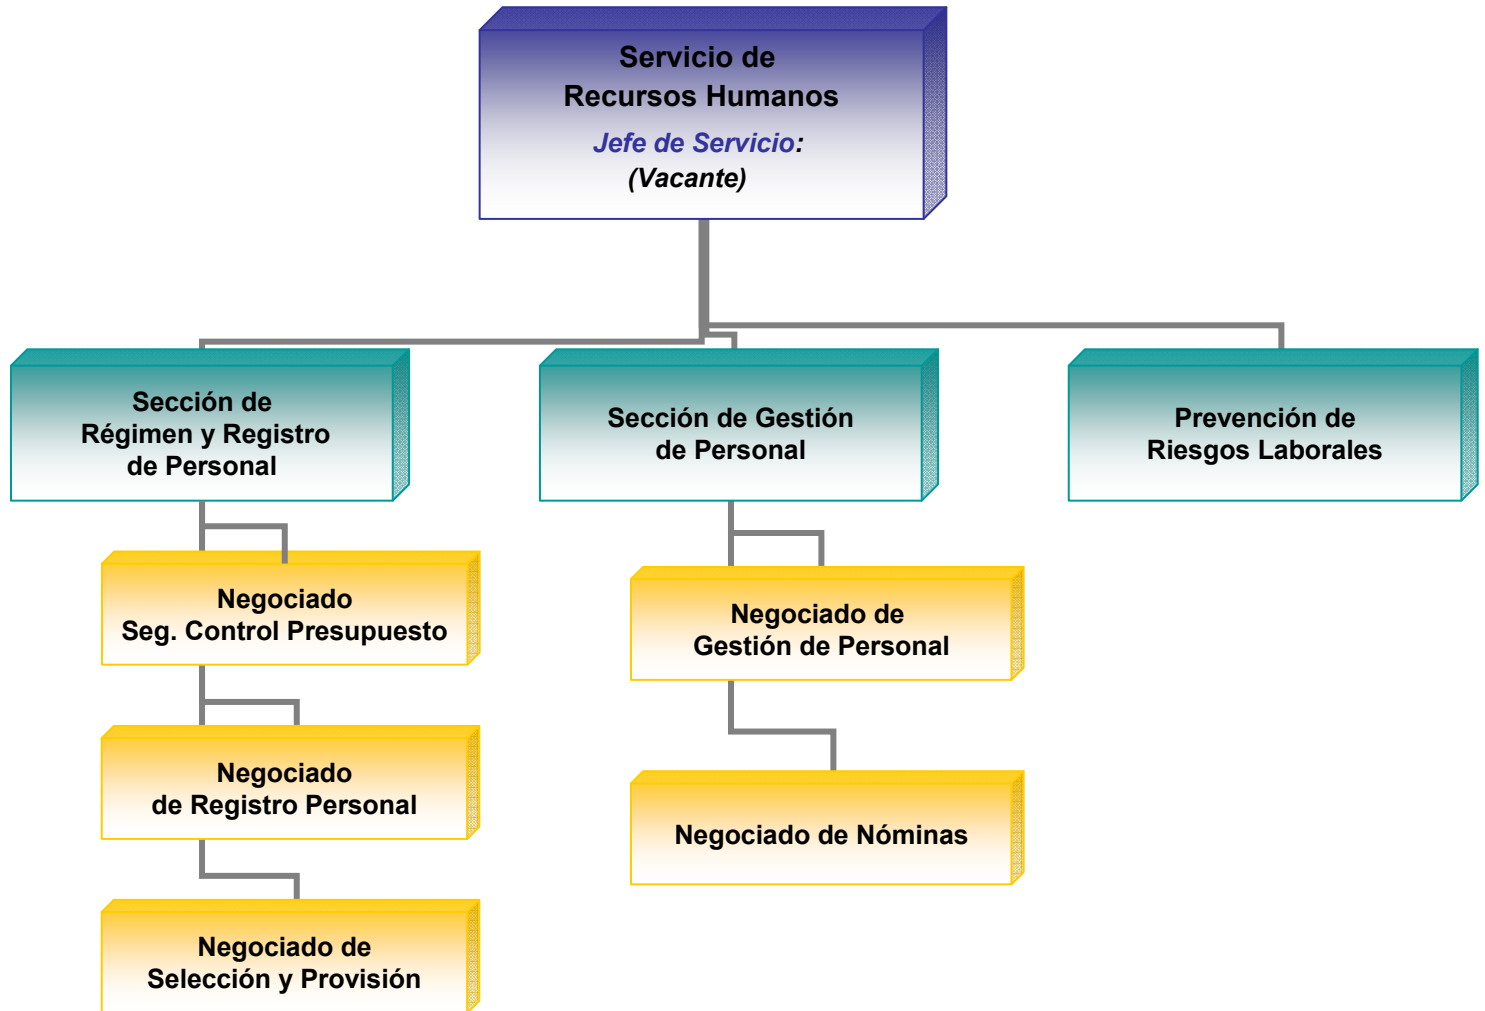 Servicio de
Recursos Humanos
Jefe de Servicio:
(Vacante)
Sección de
Régimen y Registro
de Personal
Sección de Gestión
de Personal
Prevención de
Riesgos Laborales
Negociado
Seg. Control Presupuesto
Negociado de
Gestión de Personal
Negociado
de Registro Personal
Negociado de Nóminas
Negociado de
Selección y Provisión